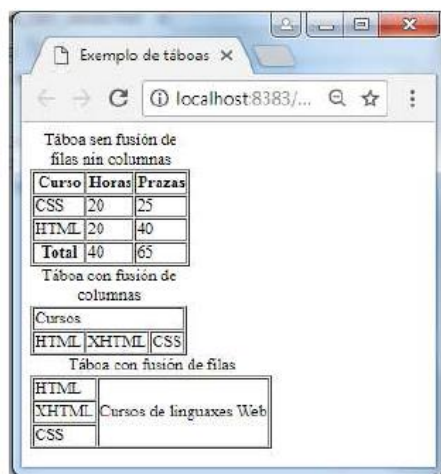 Exemplo de táboas
localhost:8383/...
Táboa sen fusión de
filas nin columnas
Curso Horas Prazas
CSS 20 25
HTML 20 40
Total 40 65
Táboa con fusión de
columnas
Cursos
HTML XHTML CSS
Táboa con fusión de filas
HTML
XHTML Cursos de linguaxes Web
CSS